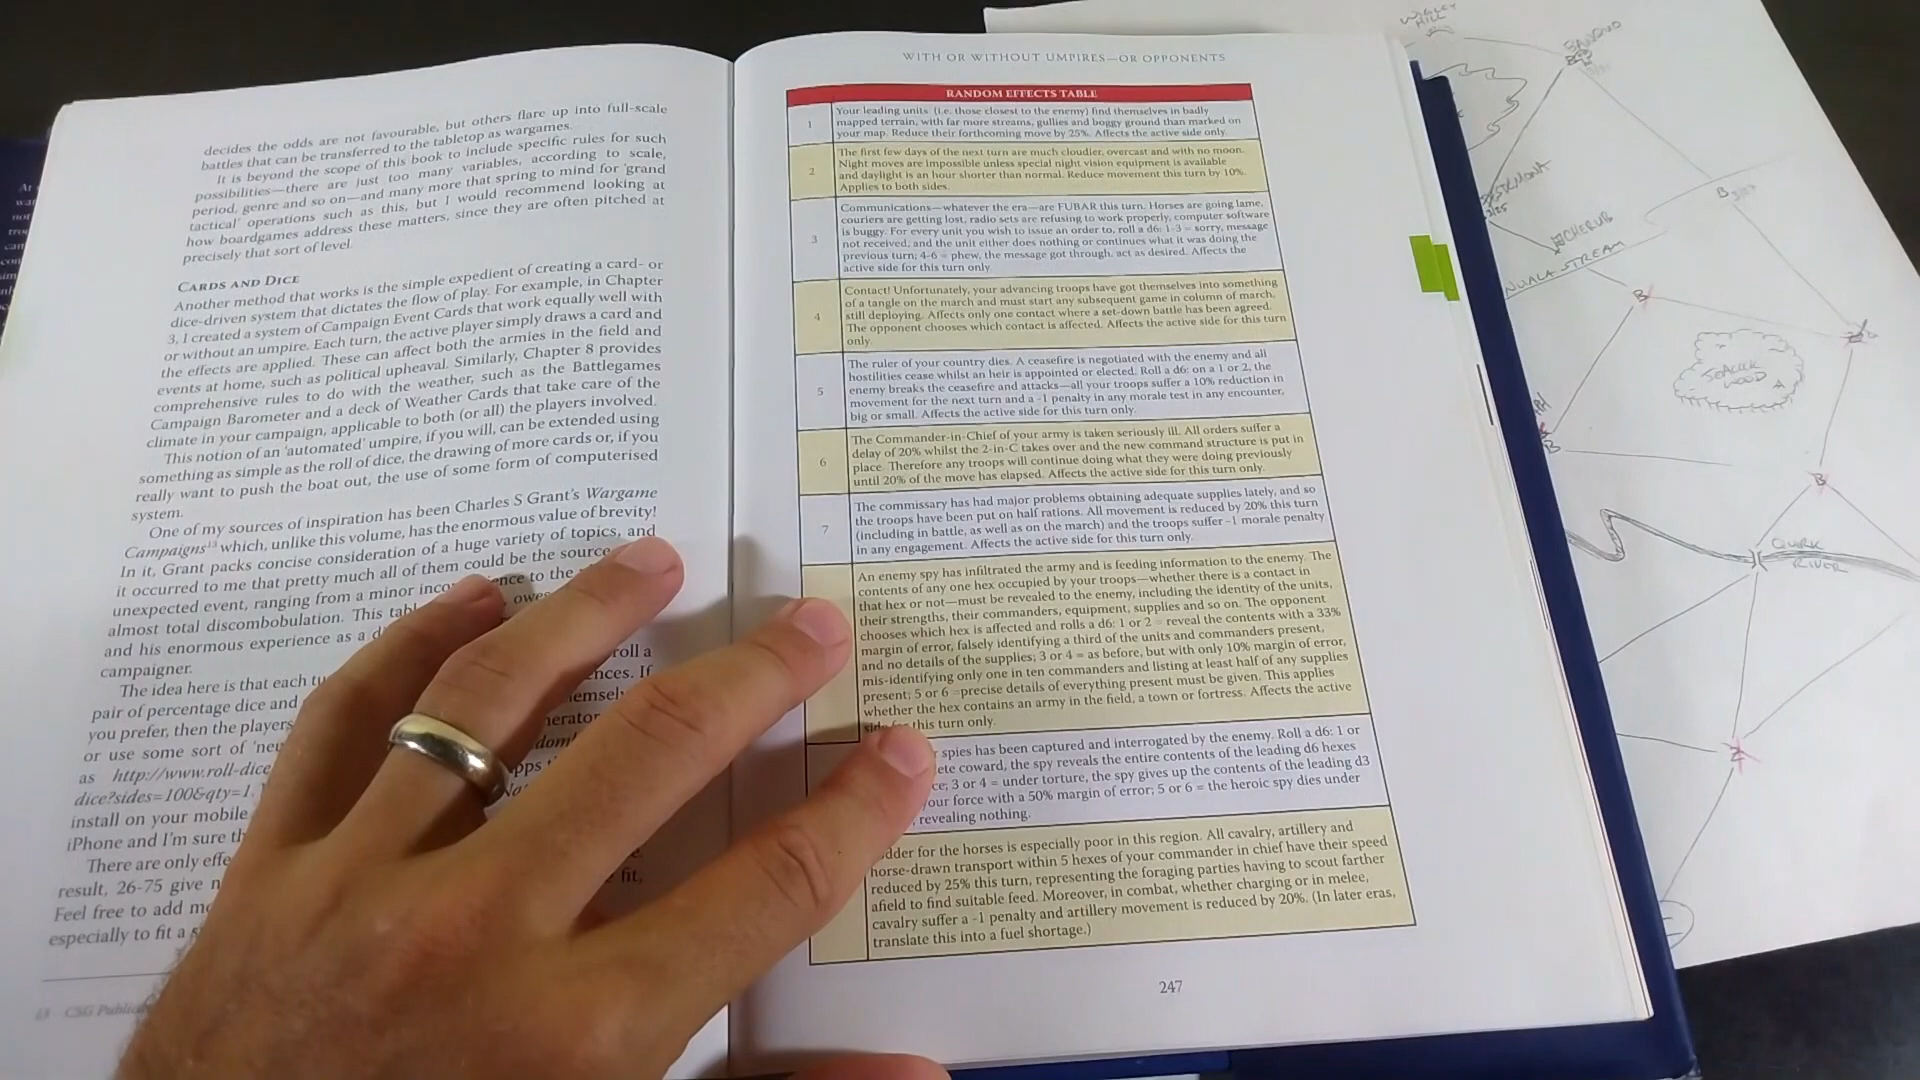 decides the odds are not favourable, but others flare up into full-scale
battles that can be transferred to the tabletop as wargames.
It is beyond the scope of this book to include specific rules for such
possibilities—there are just too many variables, according to scale,
period, genre and so on—and many more that spring to mind for 'grand
tactical' operations such as this, but I would recommend looking at
how boardgames address these matters, since they are often pitched at
precisely that sort of level.
CARDS AND DICE
Another method that works is the simple expedient of creating a card- or
dice-driven system that dictates the flow of play. For example, in Chapter
3, I created a system of Campaign Event Cards that work equally well with
or without an umpire. Each turn, the active player simply draws a card and
the effects are applied. These can affect both the armies in the field and
events at home, such as political upheaval. Similarly, Chapter 8 provides
comprehensive rules to do with the weather, such as the Battlegames
Campaign Barometer and a deck of Weather Cards that take care of the
climate in your campaign, applicable to both (or all) the players involved.
This notion of an 'automated' umpire, if you will, can be extended using
something as simple as the roll of dice, the drawing of more cards or, if you
really want to push the boat out, the use of some form of computerised
system.
One of my sources of inspiration has been Charles S Grant's Wargame
Campaigns¹³ which, unlike this volume, has the enormous value of brevity!
In it, Grant packs concise consideration of a huge variety of topics, and
it occurred to me that pretty much all of them could be the source
unexpected event, ranging from a minor inco ence to the
almost total discombobulation. This tab owes
and his enormous experience as a
campaigner.
The idea here is that each tu roll a
pair of percentage dice and nces. If
you prefer, then the players emselv
or use some sort of 'neu nerator
as http://www.roll-dice dom
dice?sides=100&qty=1. pps
install on your mobile
iPhone and I'm sure th
There are only effe
result, 26-75 give n fit,
Feel free to add mo
especially to fit a s
13 CSG Public
WITH OR WITHOUT UMPIRES—OR OPPONENTS
RANDOM EFFECTS TABLE
1 Your leading units (i.e. those closest to the enemy) find themselves in badly
mapped terrain, with far more streams, gullies and boggy ground than marked on
your map. Reduce their forthcoming move by 25%. Affects the active side only.
2 The first few days of the next turn are much cloudier, overcast and with no moon.
Night moves are impossible unless special night vision equipment is available
and daylight is an hour shorter than normal. Reduce movement this turn by 10%.
Applies to both sides.
3 Communications—whatever the era—are FUBAR this turn. Horses are going lame,
couriers are getting lost, radio sets are refusing to work properly, computer software
is buggy. For every unit you wish to issue an order to, roll a d6: 1-3 = sorry, message
not received, and the unit either does nothing or continues what it was doing the
previous turn; 4-6 = phew, the message got through, act as desired. Affects the
active side for this turn only.
4 Contact! Unfortunately, your advancing troops have got themselves into something
of a tangle on the march and must start any subsequent game in column of march,
still deploying. Affects only one contact where a set-down battle has been agreed.
The opponent chooses which contact is affected. Affects the active side for this turn
only.
5 The ruler of your country dies. A ceasefire is negotiated with the enemy and all
hostilities cease whilst an heir is appointed or elected. Roll a d6: on a 1 or 2, the
enemy breaks the ceasefire and attacks—all your troops suffer a 10% reduction in
movement for the next turn and a -1 penalty in any morale test in any encounter,
big or small. Affects the active side for this turn only.
6 The Commander-in-Chief of your army is taken seriously ill. All orders suffer a
delay of 20% whilst the 2-in-C takes over and the new command structure is put in
place. Therefore any troops will continue doing what they were doing previously
until 20% of the move has elapsed. Affects the active side for this turn only.
7 The commissary has had major problems obtaining adequate supplies lately, and so
the troops have been put on half rations. All movement is reduced by 20% this turn
(including in battle, as well as on the march) and the troops suffer -1 morale penalty
in any engagement. Affects the active side for this turn only.
An enemy spy has infiltrated the army and is feeding information to the enemy. The
contents of any one hex occupied by your troops—whether there is a contact in
that hex or not—must be revealed to the enemy, including the identity of the units,
their strengths, their commanders, equipment, supplies and so on. The opponent
chooses which hex is affected and rolls a d6: 1 or 2 = reveal the contents with a 33%
margin of error, falsely identifying a third of the units and commanders present,
and no details of the supplies; 3 or 4 = as before, but with only 10% margin of error,
mis-identifying only one in ten commanders and listing at least half of any supplies
present; 5 or 6 =precise details of everything present must be given. This applies
whether the hex contains an army in the field, a town or fortress. Affects the active
side for this turn only.
r spies has been captured and interrogated by the enemy. Roll a d6: 1 or
ete coward, the spy reveals the entire contents of the leading d6 hexes
ce; 3 or 4 = under torture, the spy gives up the contents of the leading d3
your force with a 50% margin of error; 5 or 6 = the heroic spy dies under
, revealing nothing.
dder for the horses is especially poor in this region. All cavalry, artillery and
horse-drawn transport within 5 hexes of your commander in chief have their speed
reduced by 25% this turn, representing the foraging parties having to scout farther
afield to find suitable feed. Moreover, in combat, whether charging or in melee,
cavalry suffer a -1 penalty and artillery movement is reduced by 20%. (In later eras,
translate this into a fuel shortage.)
247
WIGLEY
HILL
CHERUB
NUALA STREAM
B
B
SEACOCK
WOOD
B
B
QUIRK
RIVER